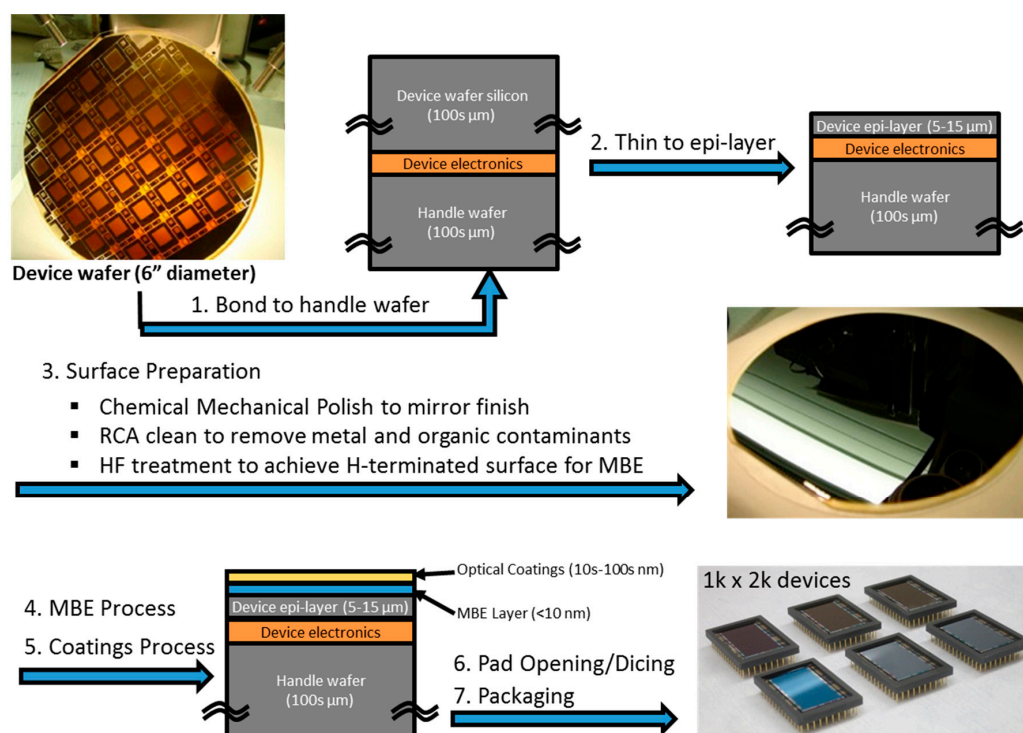 Device wafer (6” diameter)
1. Bond to handle wafer
Device wafer silicon
(100s µm)
Device electronics
Handle wafer
(100s µm)
2. Thin to epi-layer
Device epi-layer (5-15 µm)
Device electronics
Handle wafer
(100s µm)
3. Surface Preparation
▪ Chemical Mechanical Polish to mirror finish
▪ RCA clean to remove metal and organic contaminants
▪ HF treatment to achieve H-terminated surface for MBE
4. MBE Process
5. Coatings Process
Optical Coatings (10s-100s nm)
MBE Layer (<10 nm)
Device epi-layer (5-15 µm)
Device electronics
Handle wafer
(100s µm)
6. Pad Opening/Dicing
7. Packaging
1k x 2k devices